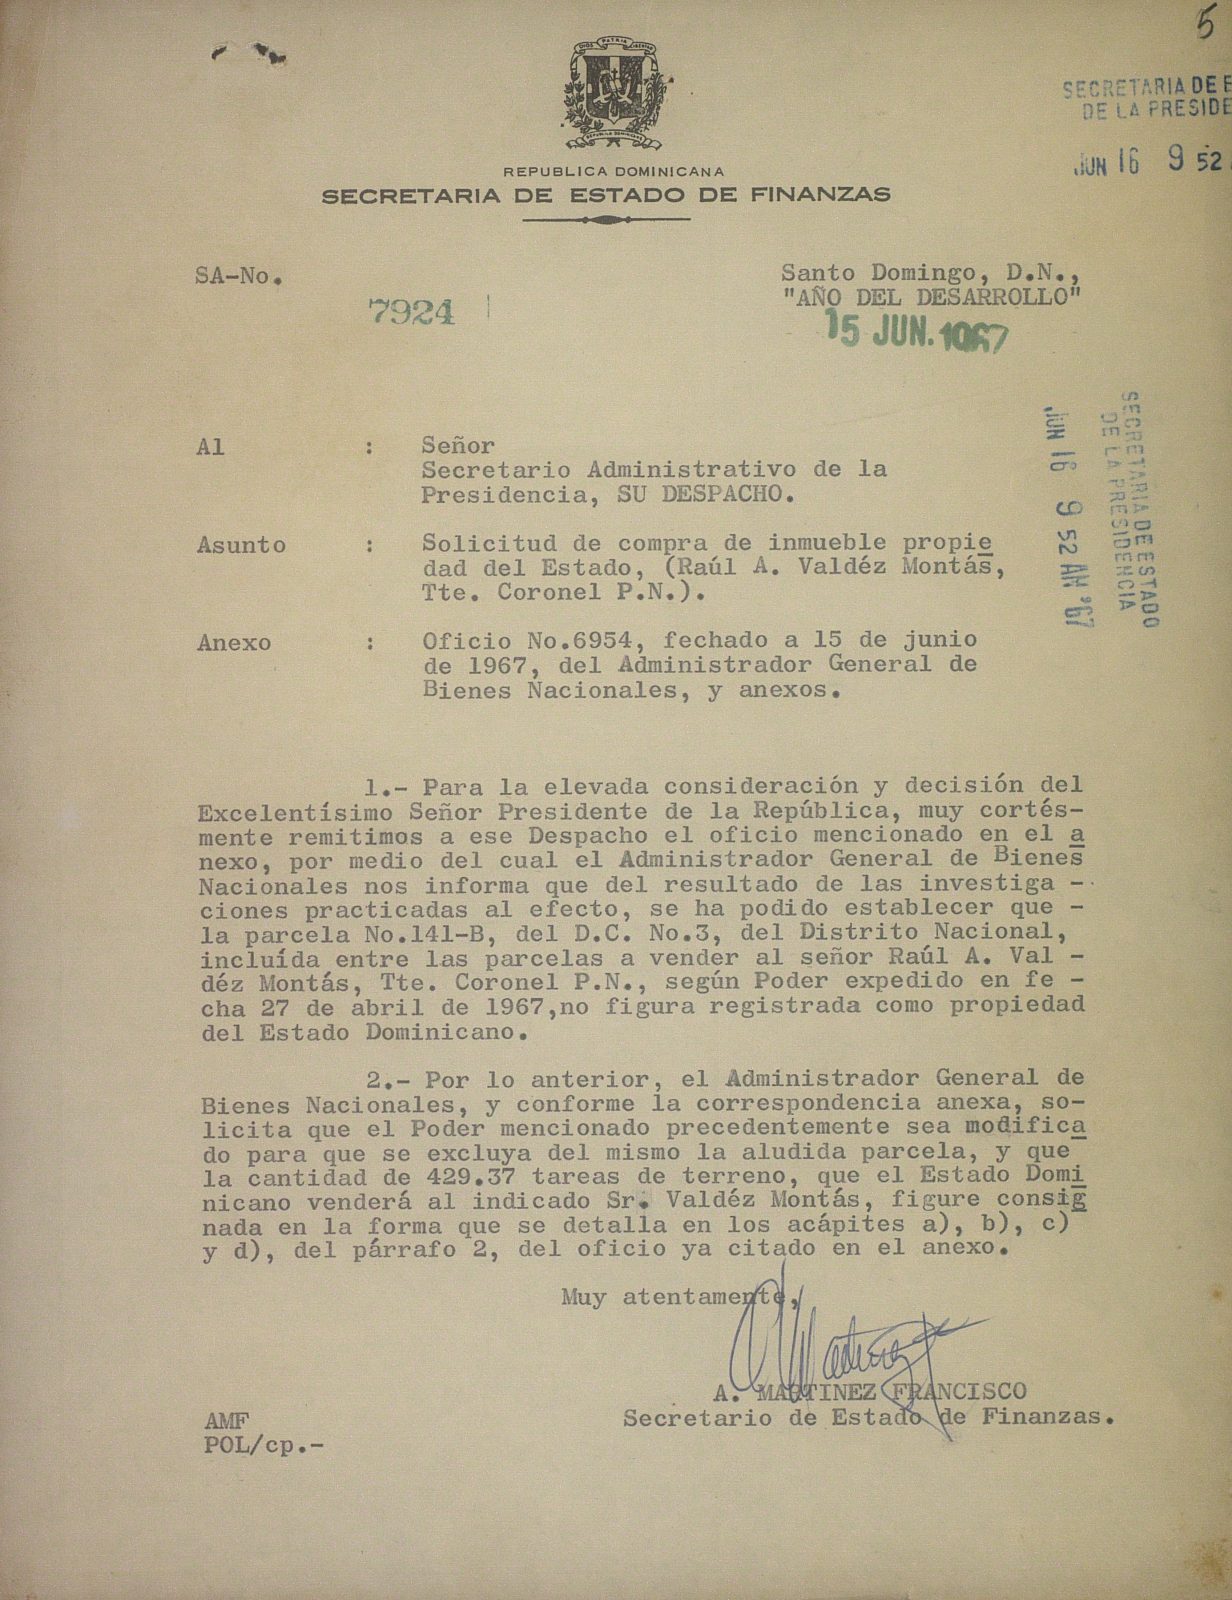 5
DIOS PATRIA LIBERTAD
REPUBLICA DOMINICANA
REPUBLICA DOMINICANA
SECRETARIA DE ESTADO DE FINANZAS
SECRETARIA DE E
DE LA PRESIDE
JUN 16 9 52
SA-No.
7924
Santo Domingo, D.N.,
"AÑO DEL DESARROLLO"
15 JUN. 1967
SECRETARIA DE ESTADO
DE LA PRESIDENCIA
JUN 16 9 52 AM '67
Al : Señor
Secretario Administrativo de la
Presidencia, SU DESPACHO.
Asunto : Solicitud de compra de inmueble propie
dad del Estado, (Raúl A. Valdéz Montás,
Tte. Coronel P.N.).
Anexo : Oficio No.6954, fechado a 15 de junio
de 1967, del Administrador General de
Bienes Nacionales, y anexos.
1.- Para la elevada consideración y decisión del
Excelentísimo Señor Presidente de la República, muy cortés-
mente remitimos a ese Despacho el oficio mencionado en el a
nexo, por medio del cual el Administrador General de Bienes
Nacionales nos informa que del resultado de las investiga -
ciones practicadas al efecto, se ha podido establecer que -
la parcela No.141-B, del D.C. No.3, del Distrito Nacional,
incluída entre las parcelas a vender al señor Raúl A. Val -
déz Montás, Tte. Coronel P.N., según Poder expedido en fe -
cha 27 de abril de 1967,no figura registrada como propiedad
del Estado Dominicano.
2.- Por lo anterior, el Administrador General de
Bienes Nacionales, y conforme la correspondencia anexa, so-
licita que el Poder mencionado precedentemente sea modifica
do para que se excluya del mismo la aludida parcela, y que
la cantidad de 429.37 tareas de terreno, que el Estado Domi
nicano venderá al indicado Sr. Valdéz Montás, figure consig
nada en la forma que se detalla en los acápites a), b), c)
y d), del párrafo 2, del oficio ya citado en el anexo.
Muy atentamente,
A. MARTINEZ FRANCISCO
Secretario de Estado de Finanzas.
AMF
POL/cp.-